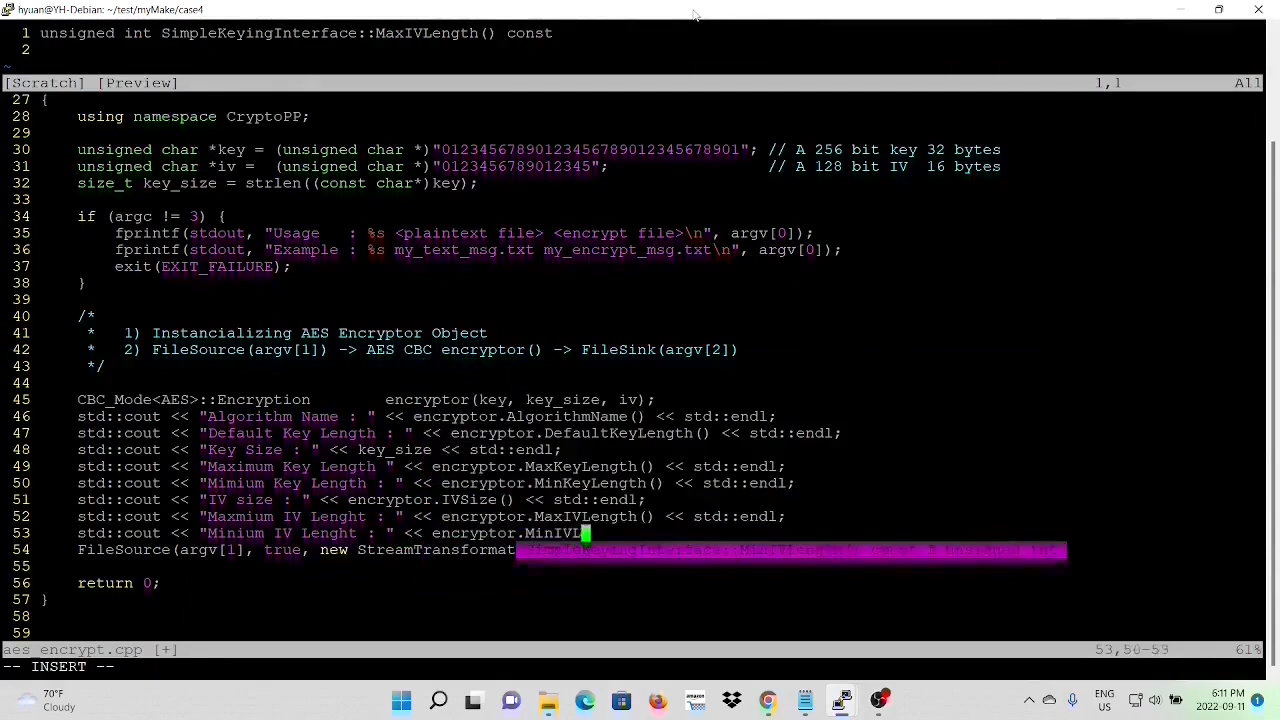 hyuan@YH-Debian: ~/test/myMake/case4
1 unsigned int SimpleKeyingInterface::MaxIVLength() const
2
~
[Scratch] [Preview] 1,1 All
27 {
28 using namespace CryptoPP;
29
30 unsigned char *key = (unsigned char *)"01234567890123456789012345678901"; // A 256 bit key 32 bytes
31 unsigned char *iv = (unsigned char *)"0123456789012345"; // A 128 bit IV 16 bytes
32 size_t key_size = strlen((const char*)key);
33
34 if (argc != 3) {
35 fprintf(stdout, "Usage : %s <plaintext file> <encrypt file>\n", argv[0]);
36 fprintf(stdout, "Example : %s my_text_msg.txt my_encrypt_msg.txt\n", argv[0]);
37 exit(EXIT_FAILURE);
38 }
39
40 /*
41 * 1) Instancializing AES Encryptor Object
42 * 2) FileSource(argv[1]) -> AES CBC encryptor() -> FileSink(argv[2])
43 */
44
45 CBC_Mode<AES>::Encryption encryptor(key, key_size, iv);
46 std::cout << "Algorithm Name : " << encryptor.AlgorithmName() << std::endl;
47 std::cout << "Default Key Length : " << encryptor.DefaultKeyLength() << std::endl;
48 std::cout << "Key Size : " << key_size << std::endl;
49 std::cout << "Maximum Key Length " << encryptor.MaxKeyLength() << std::endl;
50 std::cout << "Mimium Key Length : " << encryptor.MinKeyLength() << std::endl;
51 std::cout << "IV size : " << encryptor.IVSize() << std::endl;
52 std::cout << "Maxmium IV Lenght : " << encryptor.MaxIVLength() << std::endl;
53 std::cout << "Minium IV Lenght : " << encryptor.MinIVL
54 FileSource(argv[1], true, new StreamTransformat
55
56 return 0;
57 }
58
59
aes_encrypt.cpp [+] 53,50-53 61%
-- INSERT --
70°F
Cloudy
amazon
ENG
US
6:11 PM
2022-09-11
1